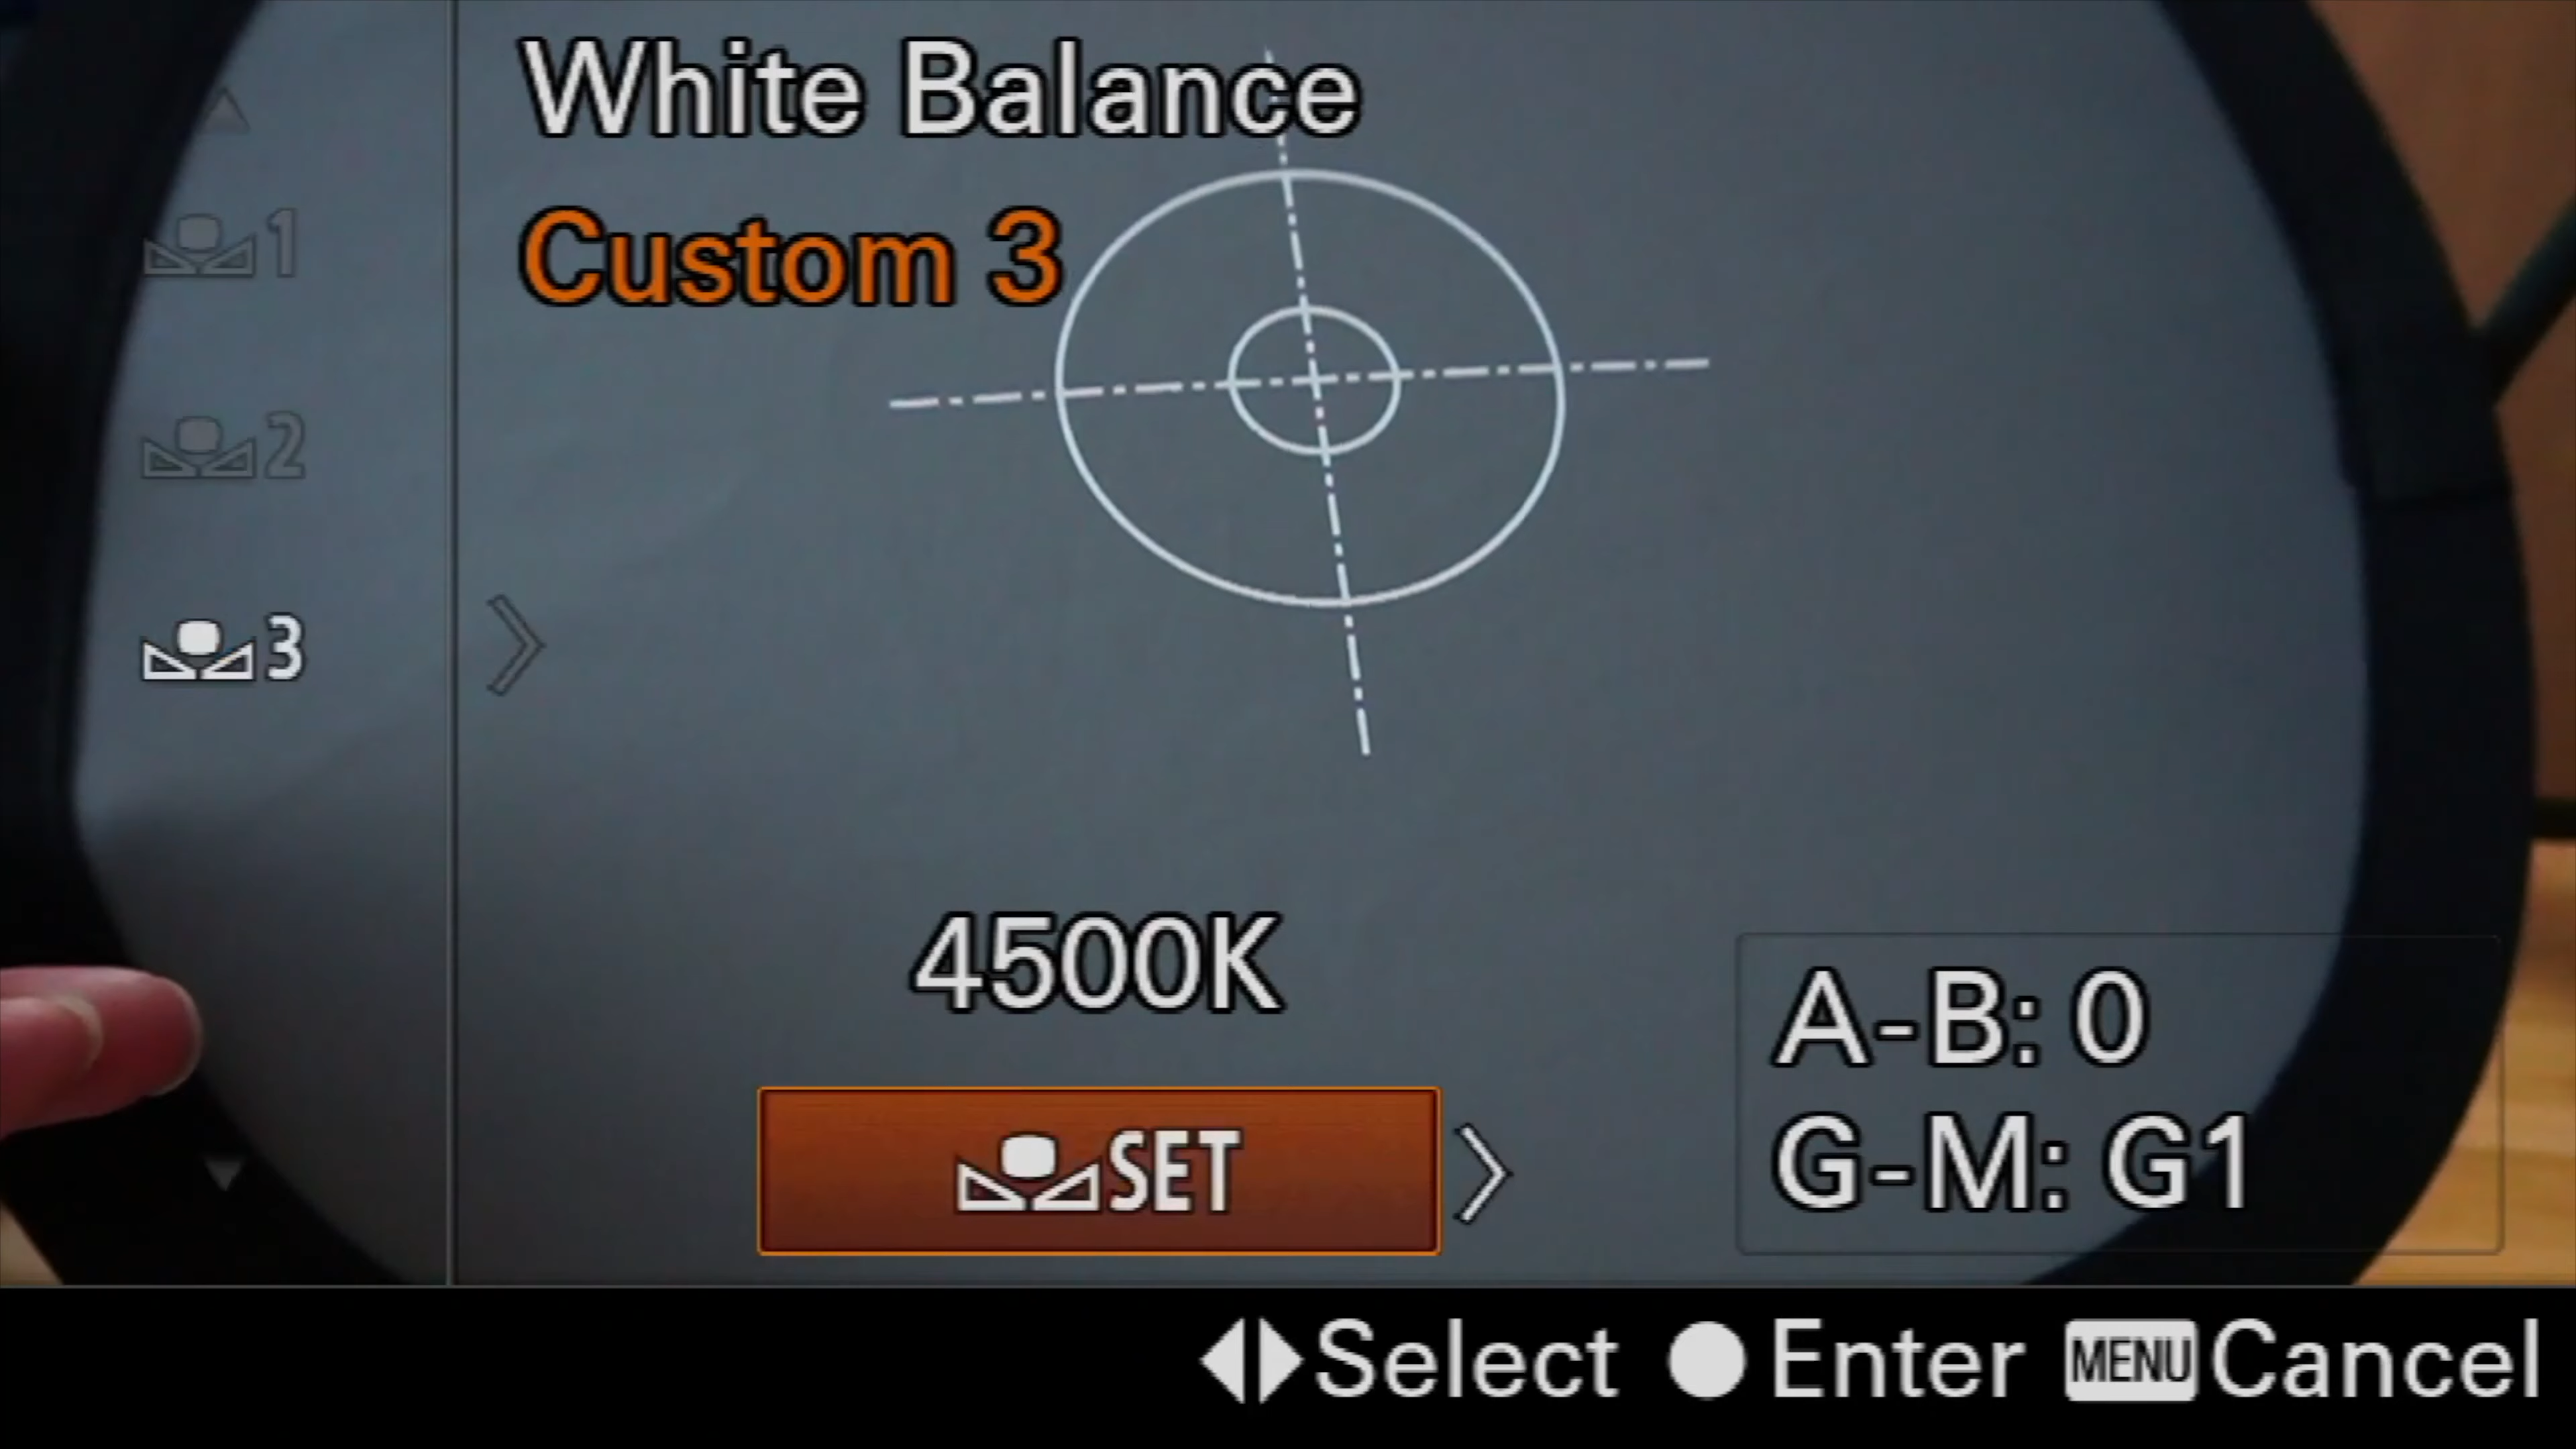 White Balance
Custom 3
1
2
3
4500K
SET
A-B: 0
G-M: G1
Select Enter MENU Cancel